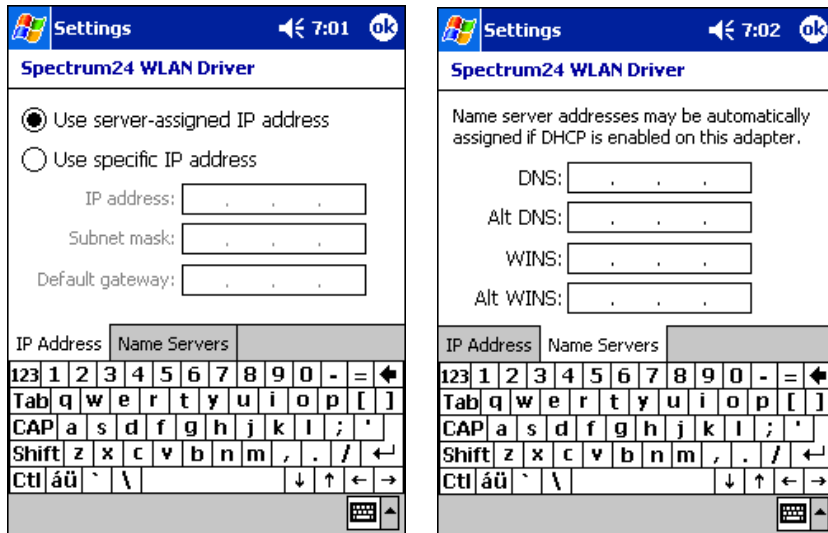 Settings 7:01 ok
Spectrum24 WLAN Driver
Use server-assigned IP address
Use specific IP address
IP address: . . .
Subnet mask: . . .
Default gateway: . . .
IP Address Name Servers
123 1 2 3 4 5 6 7 8 9 0 - =
Tab q w e r t y u i o p [ ]
CAP a s d f g h j k l ; '
Shift z x c v b n m , . /
Ctl áü ` \ ↓ ↑ ← →
Settings 7:02 ok
Spectrum24 WLAN Driver
Name server addresses may be automatically
assigned if DHCP is enabled on this adapter.
DNS: . . .
Alt DNS: . . .
WINS: . . .
Alt WINS: . . .
IP Address Name Servers
123 1 2 3 4 5 6 7 8 9 0 - =
Tab q w e r t y u i o p [ ]
CAP a s d f g h j k l ; '
Shift z x c v b n m , . /
Ctl áü ` \ ↓ ↑ ← →